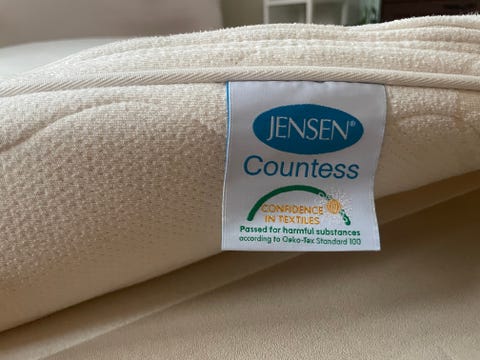 JENSEN®
Countess
CONFIDENCE
IN TEXTILES
Passed for harmful substances
according to Oeko-Tex Standard 100